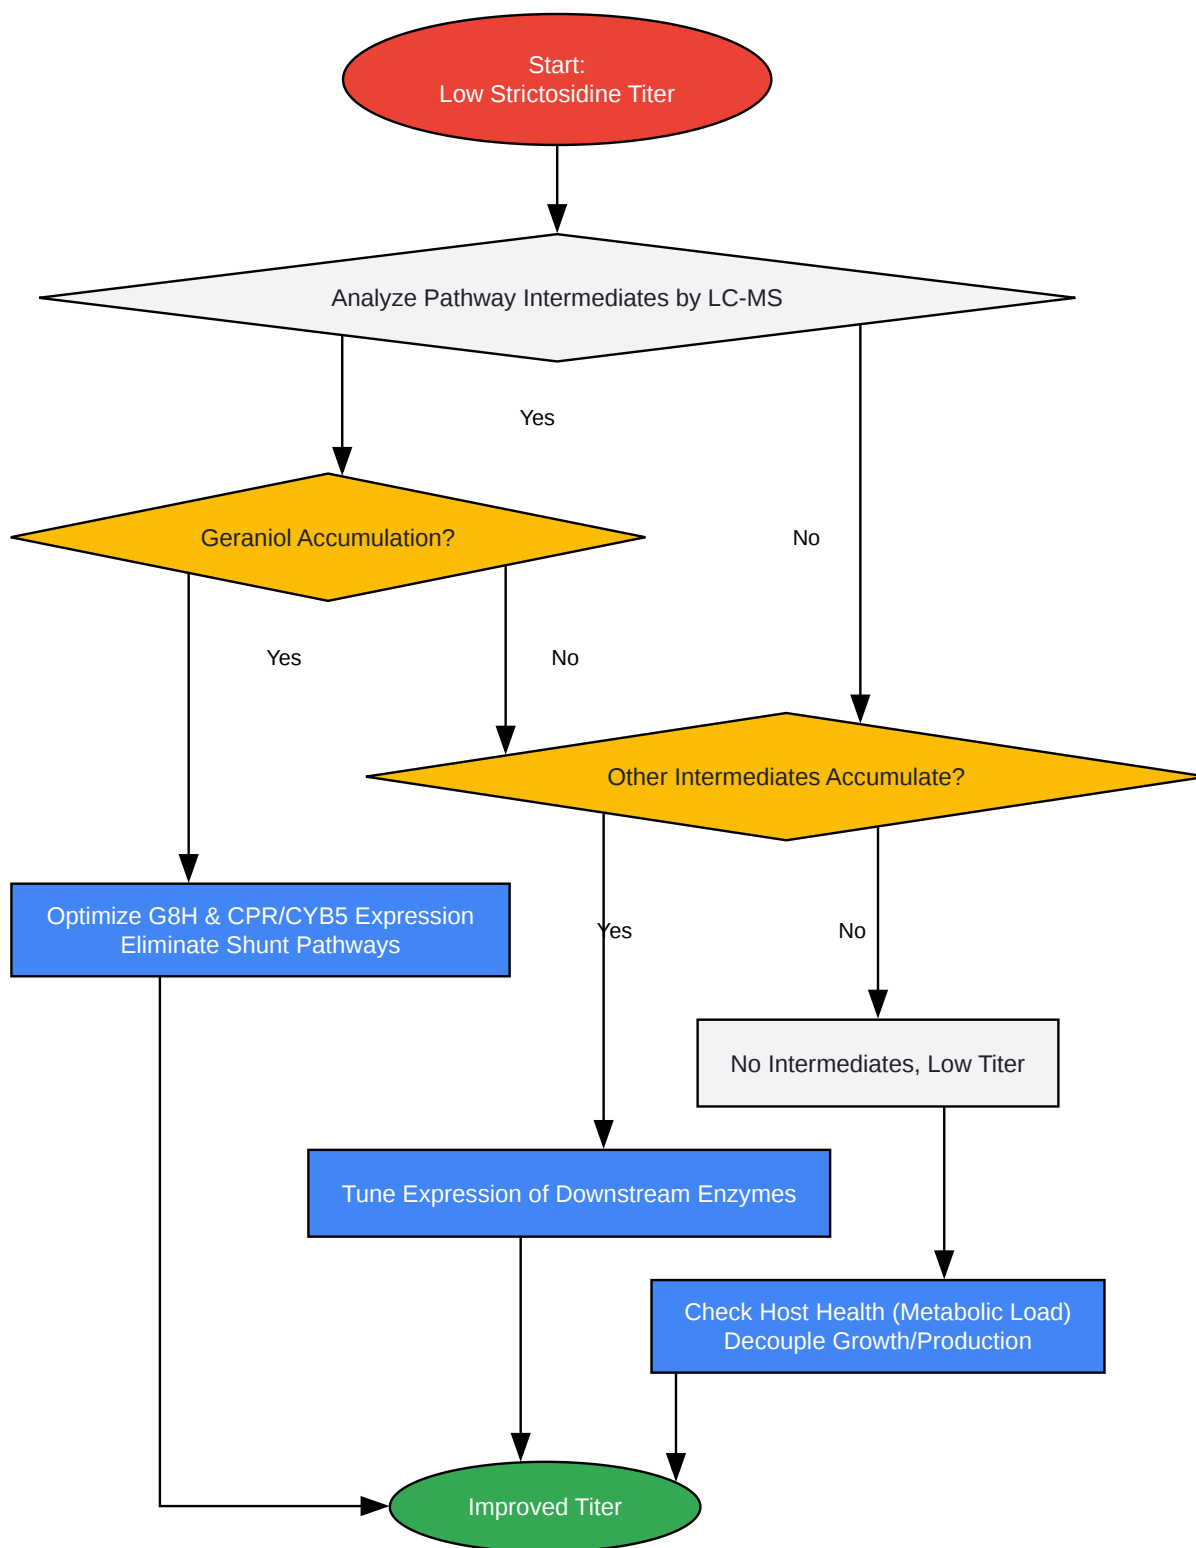 Start:
Low Strictosidine Titer
Analyze Pathway Intermediates by LC-MS
Yes
Geraniol Accumulation?
No
Yes
No
Other Intermediates Accumulate?
Optimize G8H & CPR/CYB5 Expression
Eliminate Shunt Pathways
Yes
No
No Intermediates, Low Titer
Tune Expression of Downstream Enzymes
Check Host Health (Metabolic Load)
Decouple Growth/Production
Improved Titer